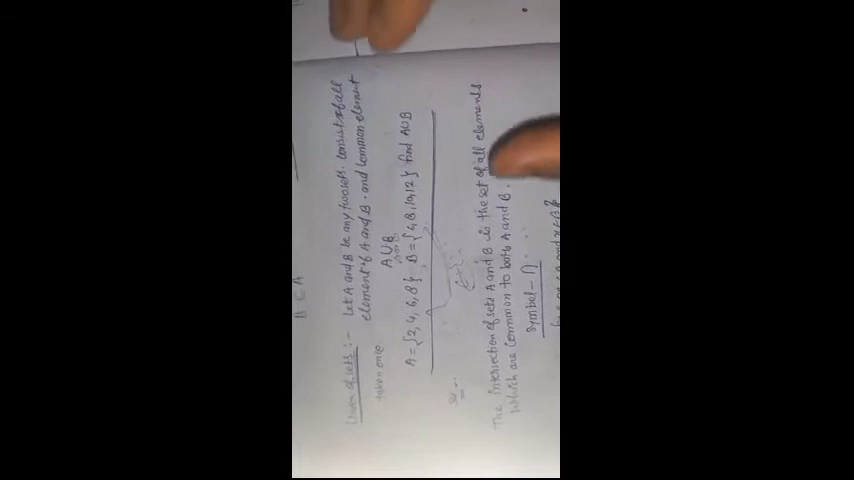 B ⊂ A
Union of sets :- Let A and B be any two sets. consist of all
element of A and B. and Common element
taken once
A ∪ B
A = {2, 4, 6, 8} B = {4, 8, 10, 12} find A∪B
The intersection of sets A and B is the set of all elements
Which are Common to both A and B.
Symbol - ∩